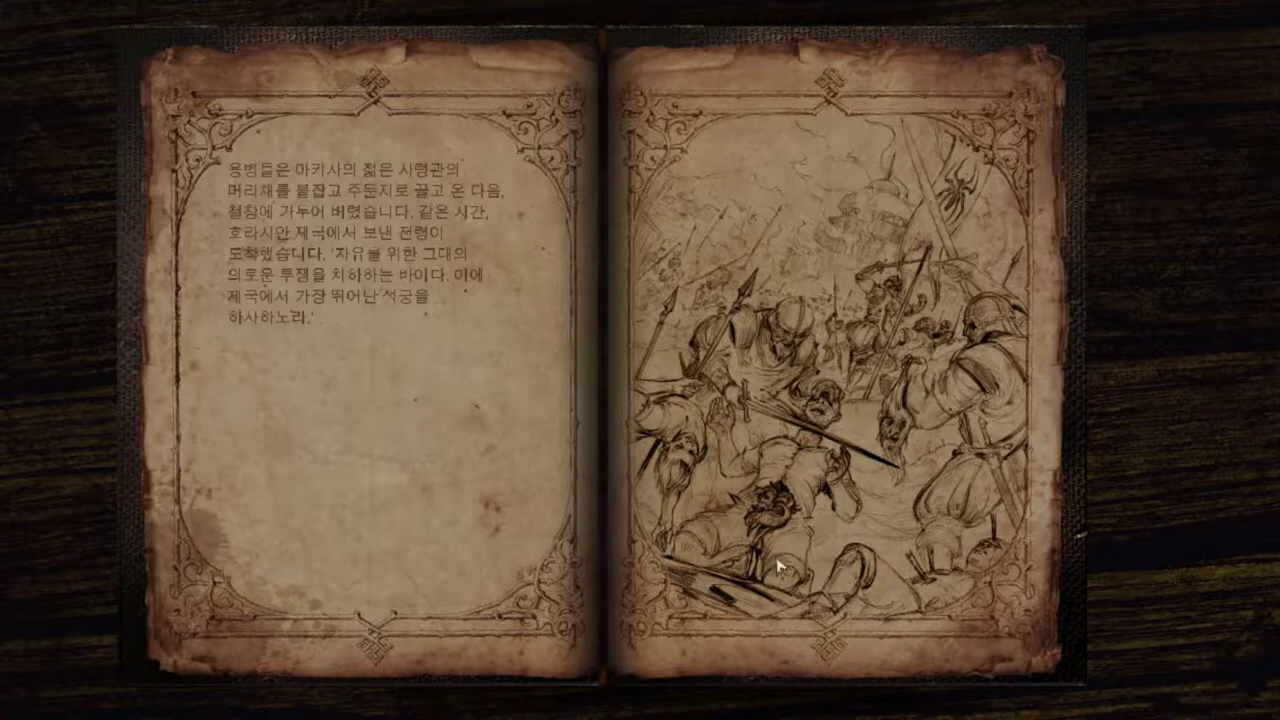 용병들은 아키사의 젊은 사령관의
머리채를 붙잡고 주둔지로 끌고 온 다음,
철창에 가두어 버렸습니다. 같은 시간,
호라시안 제국에서 보낸 전령이
도착했습니다. '자유를 위한 그대의
의로운 투쟁을 치하하는 바이다. 이에
제국에서 가장 뛰어난 석궁을
하사하노라.'